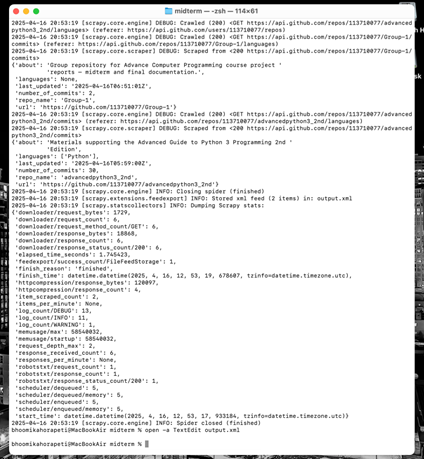 midterm — -zsh — 114×61
2025-04-16 20:53:19 [scrapy.core.engine] DEBUG: Crawled (200) <GET https://api.github.com/repos/113710077/advanced
python3_2nd/languages> (referer: https://api.github.com/users/113710077/repos)
2025-04-16 20:53:19 [scrapy.core.engine] DEBUG: Crawled (200) <GET https://api.github.com/repos/113710077/Group-1/
commits> (referer: https://api.github.com/repos/113710077/Group-1/languages)
2025-04-16 20:53:19 [scrapy.core.scraper] DEBUG: Scraped from <200 https://api.github.com/repos/113710077/Group-1/
commits>
{'about': 'Group repository for Advance Computer Programming course project '
'reports – midterm and final documentation.',
'languages': None,
'last_updated': '2025-04-16T06:51:01Z',
'number_of_commits': 2,
'repo_name': 'Group-1',
'url': 'https://github.com/113710077/Group-1'}
2025-04-16 20:53:19 [scrapy.core.engine] DEBUG: Crawled (200) <GET https://api.github.com/repos/113710077/advanced
python3_2nd/commits> (referer: https://api.github.com/repos/113710077/advancedpython3_2nd/languages)
2025-04-16 20:53:19 [scrapy.core.scraper] DEBUG: Scraped from <200 https://api.github.com/repos/113710077/advanced
python3_2nd/commits>
{'about': 'Materials supporting the Advanced Guide to Python 3 Programming 2nd '
'Edition',
'languages': ['Python'],
'last_updated': '2025-04-16T05:59:00Z',
'number_of_commits': 30,
'repo_name': 'advancedpython3_2nd',
'url': 'https://github.com/113710077/advancedpython3_2nd'}
2025-04-16 20:53:19 [scrapy.core.engine] INFO: Closing spider (finished)
2025-04-16 20:53:19 [scrapy.extensions.feedexport] INFO: Stored xml feed (2 items) in: output.xml
2025-04-16 20:53:19 [scrapy.statscollectors] INFO: Dumping Scrapy stats:
{'downloader/request_bytes': 1729,
'downloader/request_count': 6,
'downloader/request_method_count/GET': 6,
'downloader/response_bytes': 18868,
'downloader/response_count': 6,
'downloader/response_status_count/200': 6,
'elapsed_time_seconds': 1.745423,
'feedexport/success_count/FileFeedStorage': 1,
'finish_reason': 'finished',
'finish_time': datetime.datetime(2025, 4, 16, 12, 53, 19, 678607, tzinfo=datetime.timezone.utc),
'httpcompression/response_bytes': 120097,
'httpcompression/response_count': 4,
'item_scraped_count': 2,
'items_per_minute': None,
'log_count/DEBUG': 13,
'log_count/INFO': 11,
'log_count/WARNING': 1,
'memusage/max': 58540032,
'memusage/startup': 58540032,
'request_depth_max': 2,
'response_received_count': 6,
'responses_per_minute': None,
'robotstxt/request_count': 1,
'robotstxt/response_count': 1,
'robotstxt/response_status_count/200': 1,
'scheduler/dequeued': 5,
'scheduler/dequeued/memory': 5,
'scheduler/enqueued': 5,
'scheduler/enqueued/memory': 5,
'start_time': datetime.datetime(2025, 4, 16, 12, 53, 17, 933184, tzinfo=datetime.timezone.utc)}
2025-04-16 20:53:19 [scrapy.core.engine] INFO: Spider closed (finished)
bhoomikahorapeti@MacBookAir midterm % open -a TextEdit output.xml
bhoomikahorapeti@MacBookAir midterm %